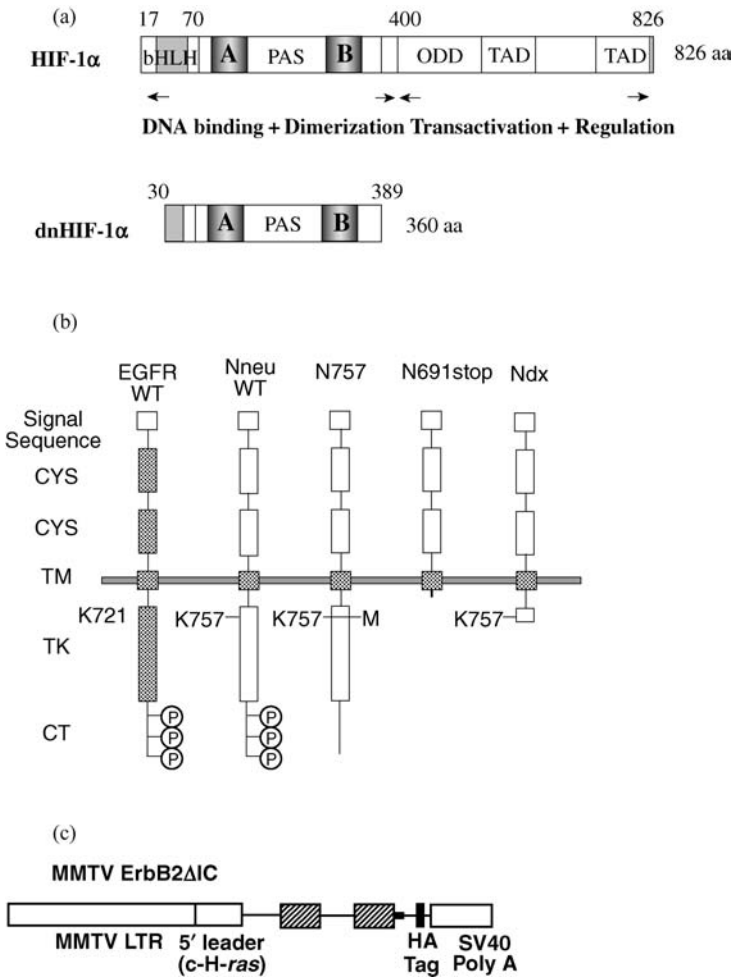 (a)
17 70 400 826
HIF-1α bHLH A PAS B ODD TAD TAD 826 aa
DNA binding + Dimerization Transactivation + Regulation
30 389
dnHIF-1α A PAS B 360 aa
(b)
EGFR WT
Nneu WT
N757
N691stop
Ndx
Signal Sequence
CYS
CYS
TM
K721 K757 K757 M K757
TK
P P
CT P P
P P
(c)
MMTV ErbB2ΔIC
MMTV LTR
5′ leader (c-H-ras)
HA Tag
SV40 Poly A